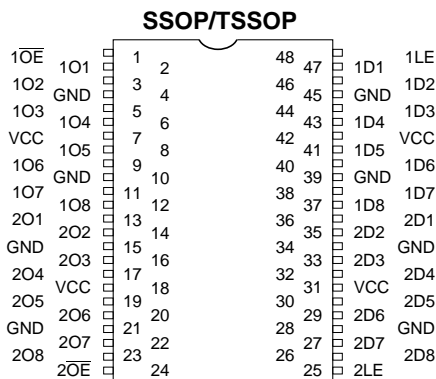 SSOP/TSSOP
1O̅E̅ 1 48 1LE
1O1 2 47 1D1
1O2 3 46 1D2
GND 4 45 GND
1O3 5 44 1D3
1O4 6 43 1D4
VCC 7 42 VCC
1O5 8 41 1D5
1O6 9 40 1D6
GND 10 39 GND
1O7 11 38 1D7
1O8 12 37 1D8
2O1 13 36 2D1
2O2 14 35 2D2
GND 15 34 GND
2O3 16 33 2D3
2O4 17 32 2D4
VCC 18 31 VCC
2O5 19 30 2D5
2O6 20 29 2D6
GND 21 28 GND
2O7 22 27 2D7
2O8 23 26 2D8
2O̅E̅ 24 25 2LE